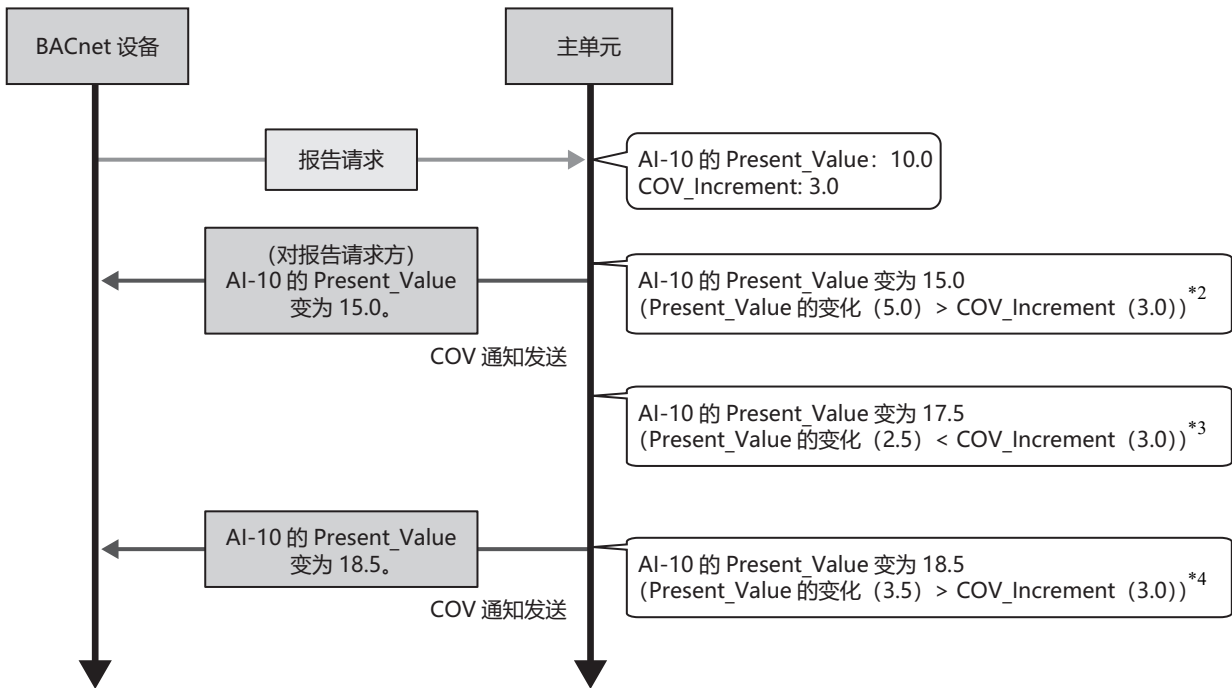 BACnet 设备
主单元
报告请求
AI-10 的 Present_Value：10.0
COV_Increment: 3.0
(对报告请求方)
AI-10 的 Present_Value
变为 15.0。
AI-10 的 Present_Value 变为 15.0
(Present_Value 的变化（5.0）> COV_Increment（3.0））*2
COV 通知发送
AI-10 的 Present_Value 变为 17.5
(Present_Value 的变化（2.5）< COV_Increment（3.0））*3
AI-10 的 Present_Value
变为 18.5。
AI-10 的 Present_Value 变为 18.5
(Present_Value 的变化（3.5）> COV_Increment（3.0））*4
COV 通知发送